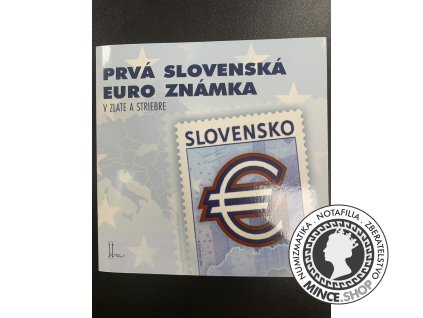 PRVÁ SLOVENSKÁ
EURO ZNÁMKA
V ZLATE A STRIEBRE
SLOVENSKO
€
NUMIZMATIKA · NOTAFILIA · ZBERATEĽSTVO
MINCE.SHOP